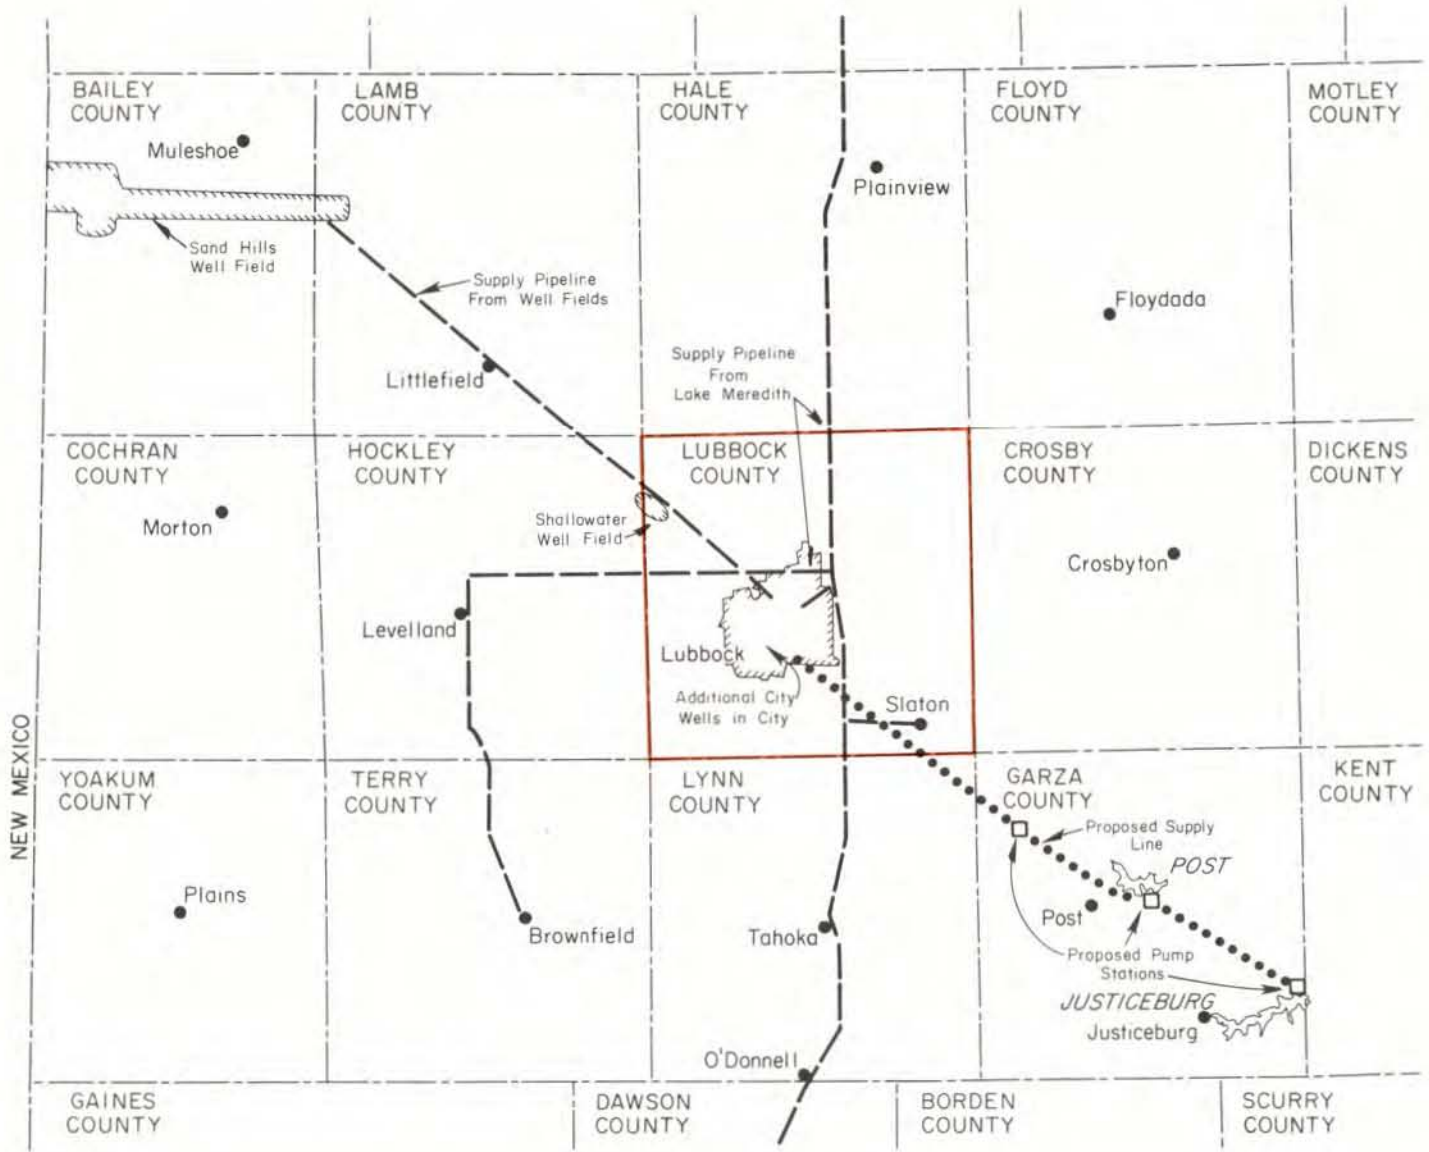 BAILEY
COUNTY
LAMB
COUNTY
HALE
COUNTY
FLOYD
COUNTY
MOTLEY
COUNTY
Muleshoe
Plainview
Sand Hills
Well Field
Supply Pipeline
From Well Fields
Floydada
Supply Pipeline
From
Lake Meredith
Littlefield
COCHRAN
COUNTY
HOCKLEY
COUNTY
LUBBOCK
COUNTY
CROSBY
COUNTY
DICKENS
COUNTY
Morton
Shallowater
Well Field
Crosbyton
Levelland
Lubbock
Additional City
Wells in City
Slaton
NEW MEXICO
YOAKUM
COUNTY
TERRY
COUNTY
LYNN
COUNTY
GARZA
COUNTY
KENT
COUNTY
Proposed Supply
Line
POST
Plains
Brownfield
Tahoka
Post
Proposed Pump
Stations
JUSTICEBURG
Justiceburg
O'Donnell
GAINES
COUNTY
DAWSON
COUNTY
BORDEN
COUNTY
SCURRY
COUNTY